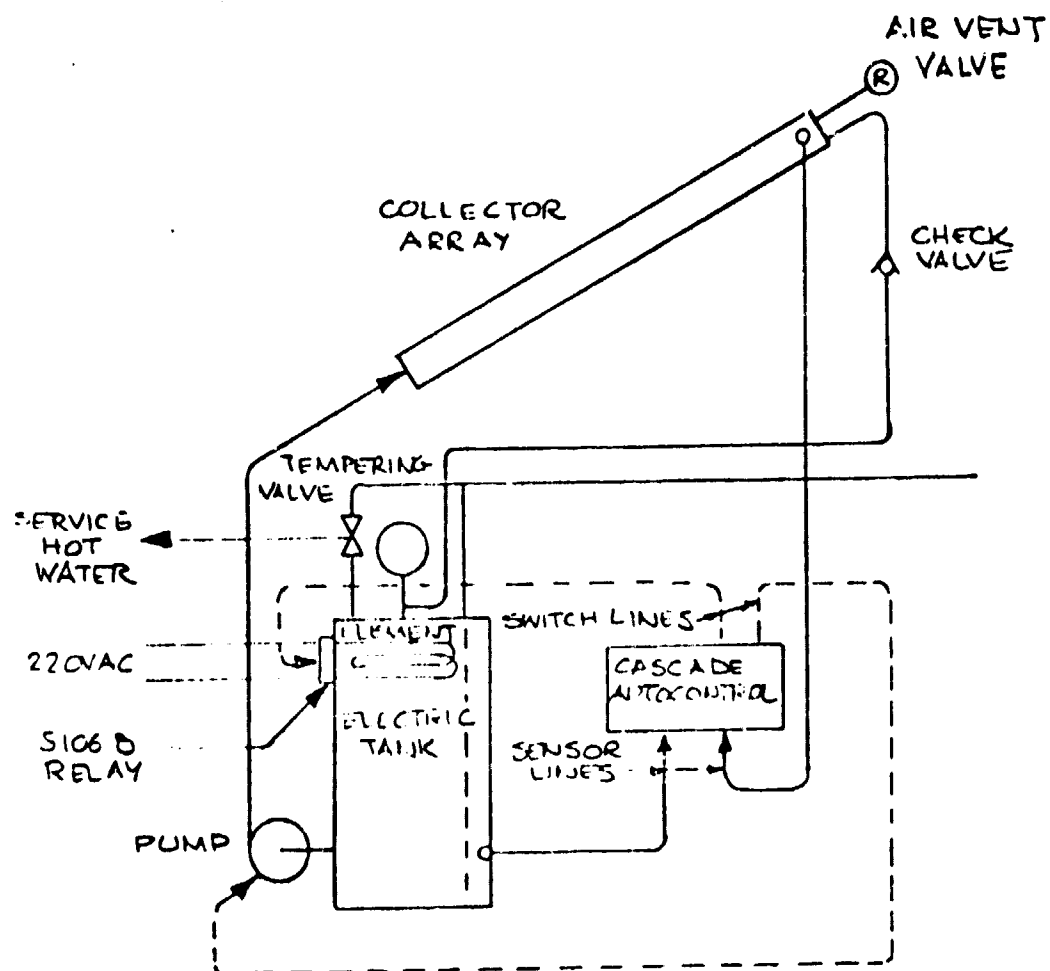 AIR VENT
VALVE
R
COLLECTOR
ARRAY
CHECK
VALVE
TEMPERING
VALVE
SERVICE
HOT
WATER
ELEMENT
SWITCH LINES
220VAC
CASCADE
AUTOCONTROL
ELECTRIC
TANK
RELAY
SENSOR
LINES
PUMP